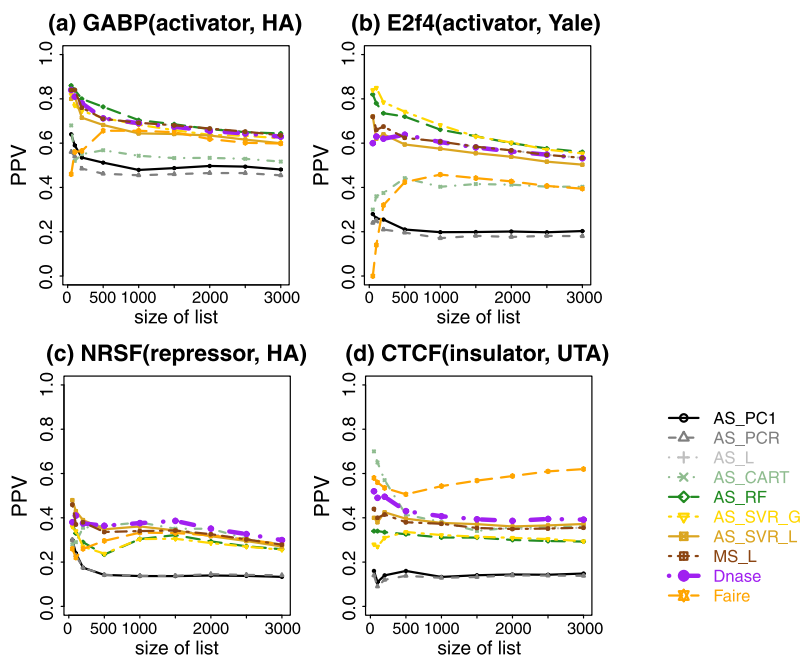 (a) GABP(activator, HA)
(b) E2f4(activator, Yale)
PPV
0.0 0.2 0.4 0.6 0.8 1.0
0 500 1000 2000 3000
size of list
PPV
0.0 0.2 0.4 0.6 0.8 1.0
0 500 1000 2000 3000
size of list
(c) NRSF(repressor, HA)
(d) CTCF(insulator, UTA)
PPV
0.0 0.2 0.4 0.6 0.8 1.0
0 500 1000 2000 3000
size of list
PPV
0.0 0.2 0.4 0.6 0.8 1.0
0 500 1000 2000 3000
size of list
AS_PC1
AS_PCR
AS_L
AS_CART
AS_RF
AS_SVR_G
AS_SVR_L
MS_L
Dnase
Faire